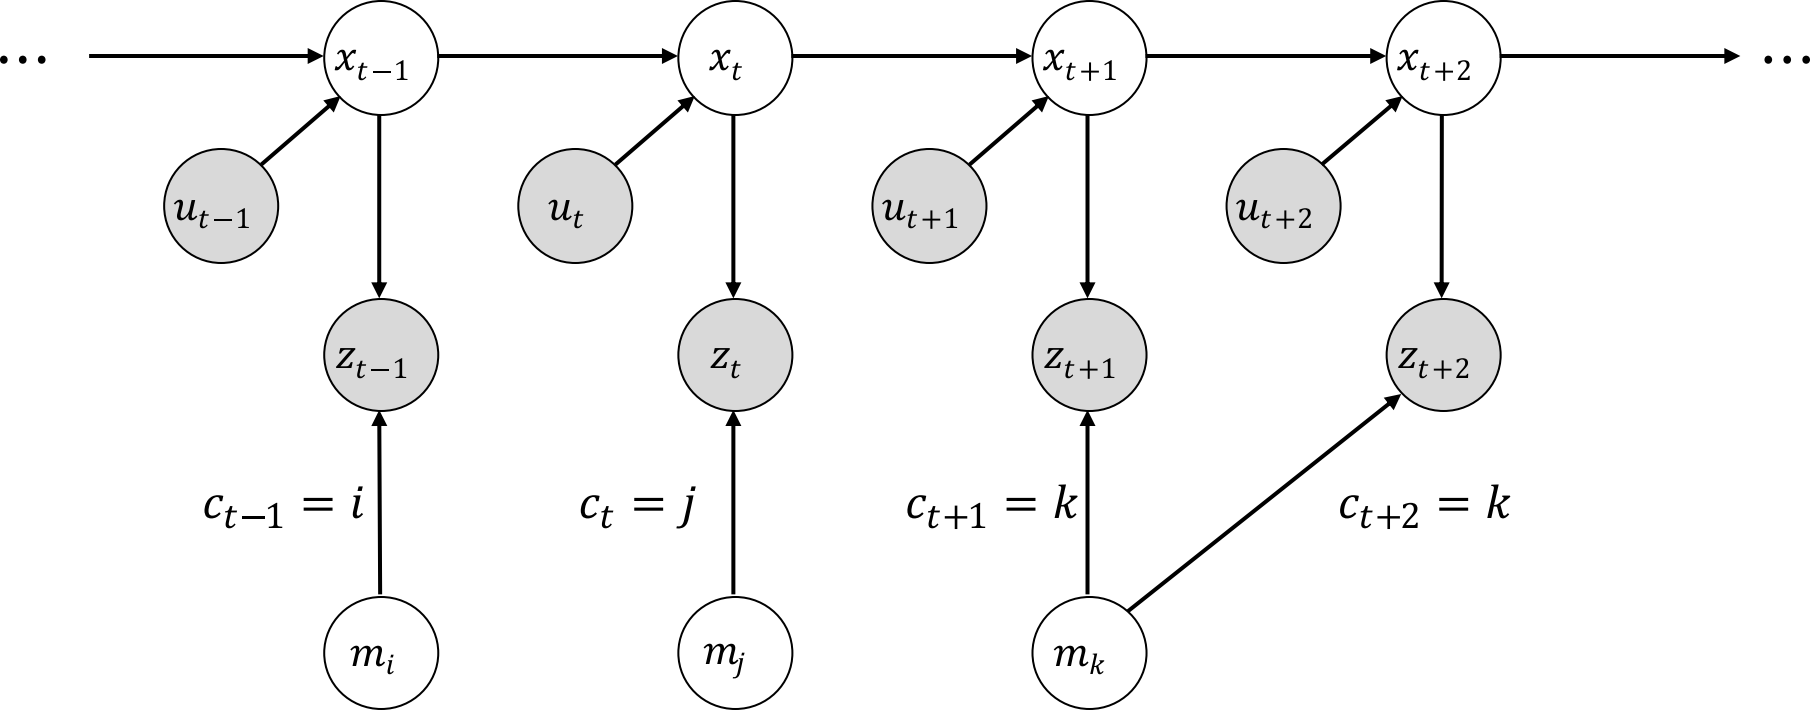 … x_{t−1} x_t x_{t+1} x_{t+2} …
u_{t−1} u_t u_{t+1} u_{t+2}
z_{t−1} z_t z_{t+1} z_{t+2}
c_{t−1} = i c_t = j c_{t+1} = k c_{t+2} = k
m_i m_j m_k